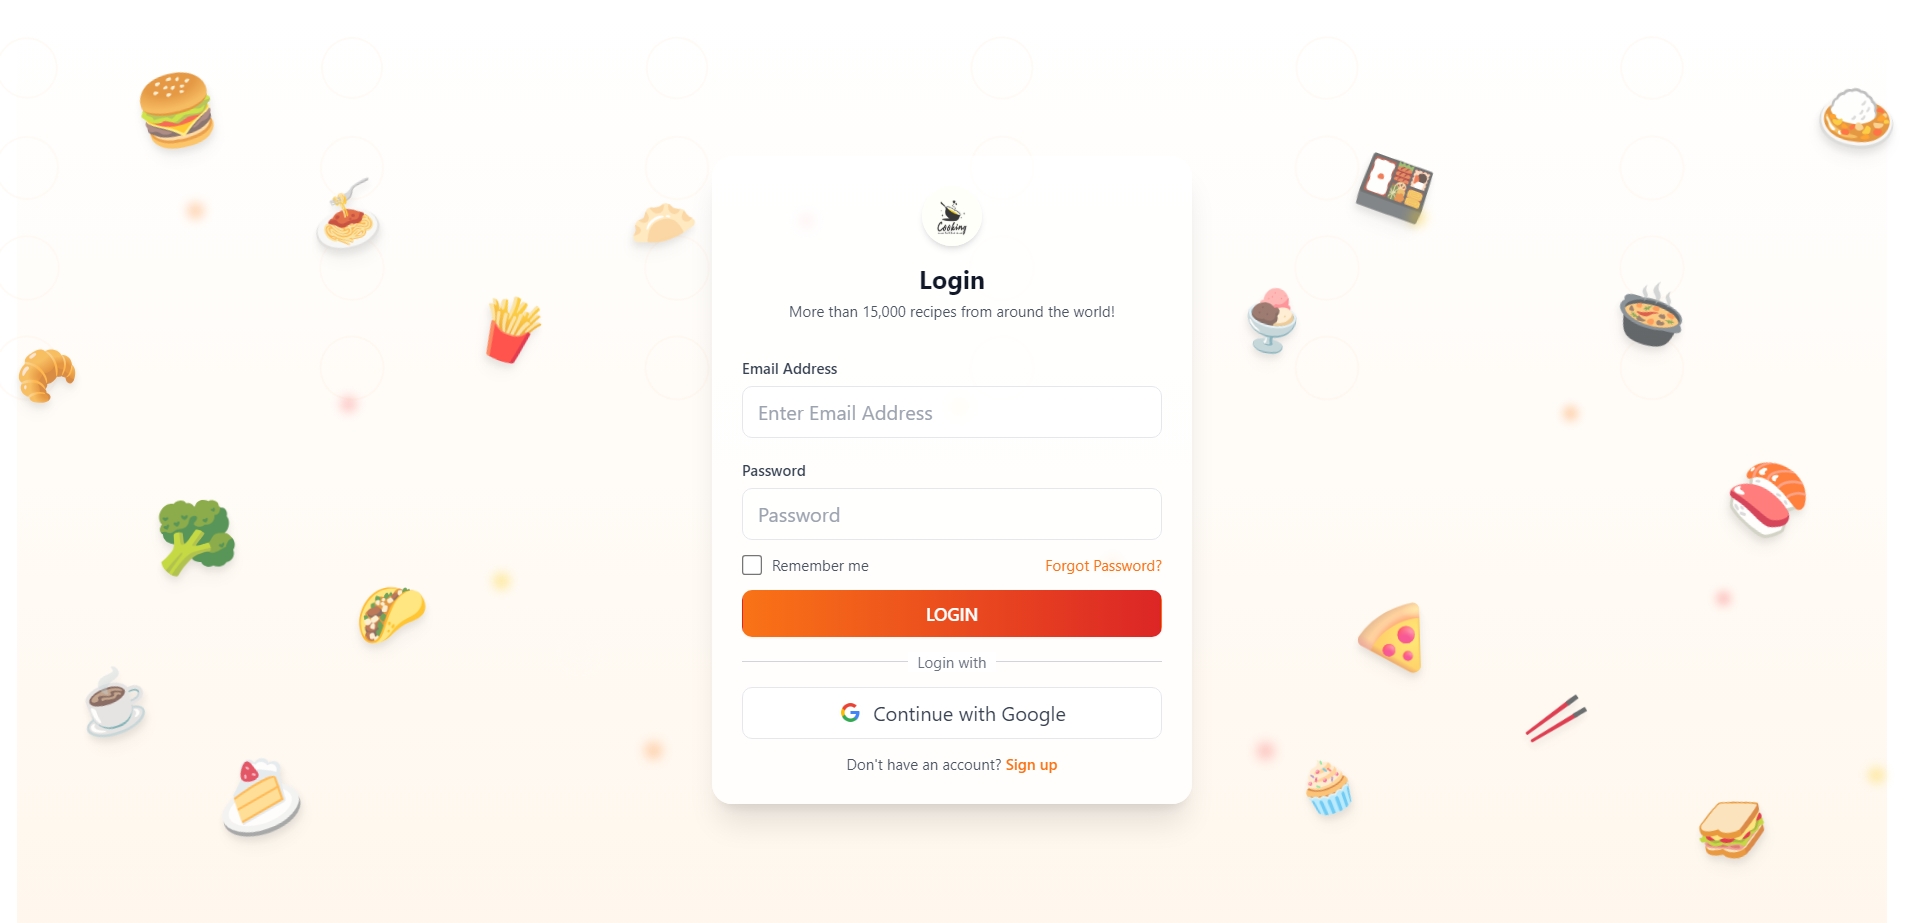 Cooking
Login
More than 15,000 recipes from around the world!
Email Address
Enter Email Address
Password
Password
Remember me
Forgot Password?
LOGIN
Login with
Continue with Google
Don't have an account? Sign up